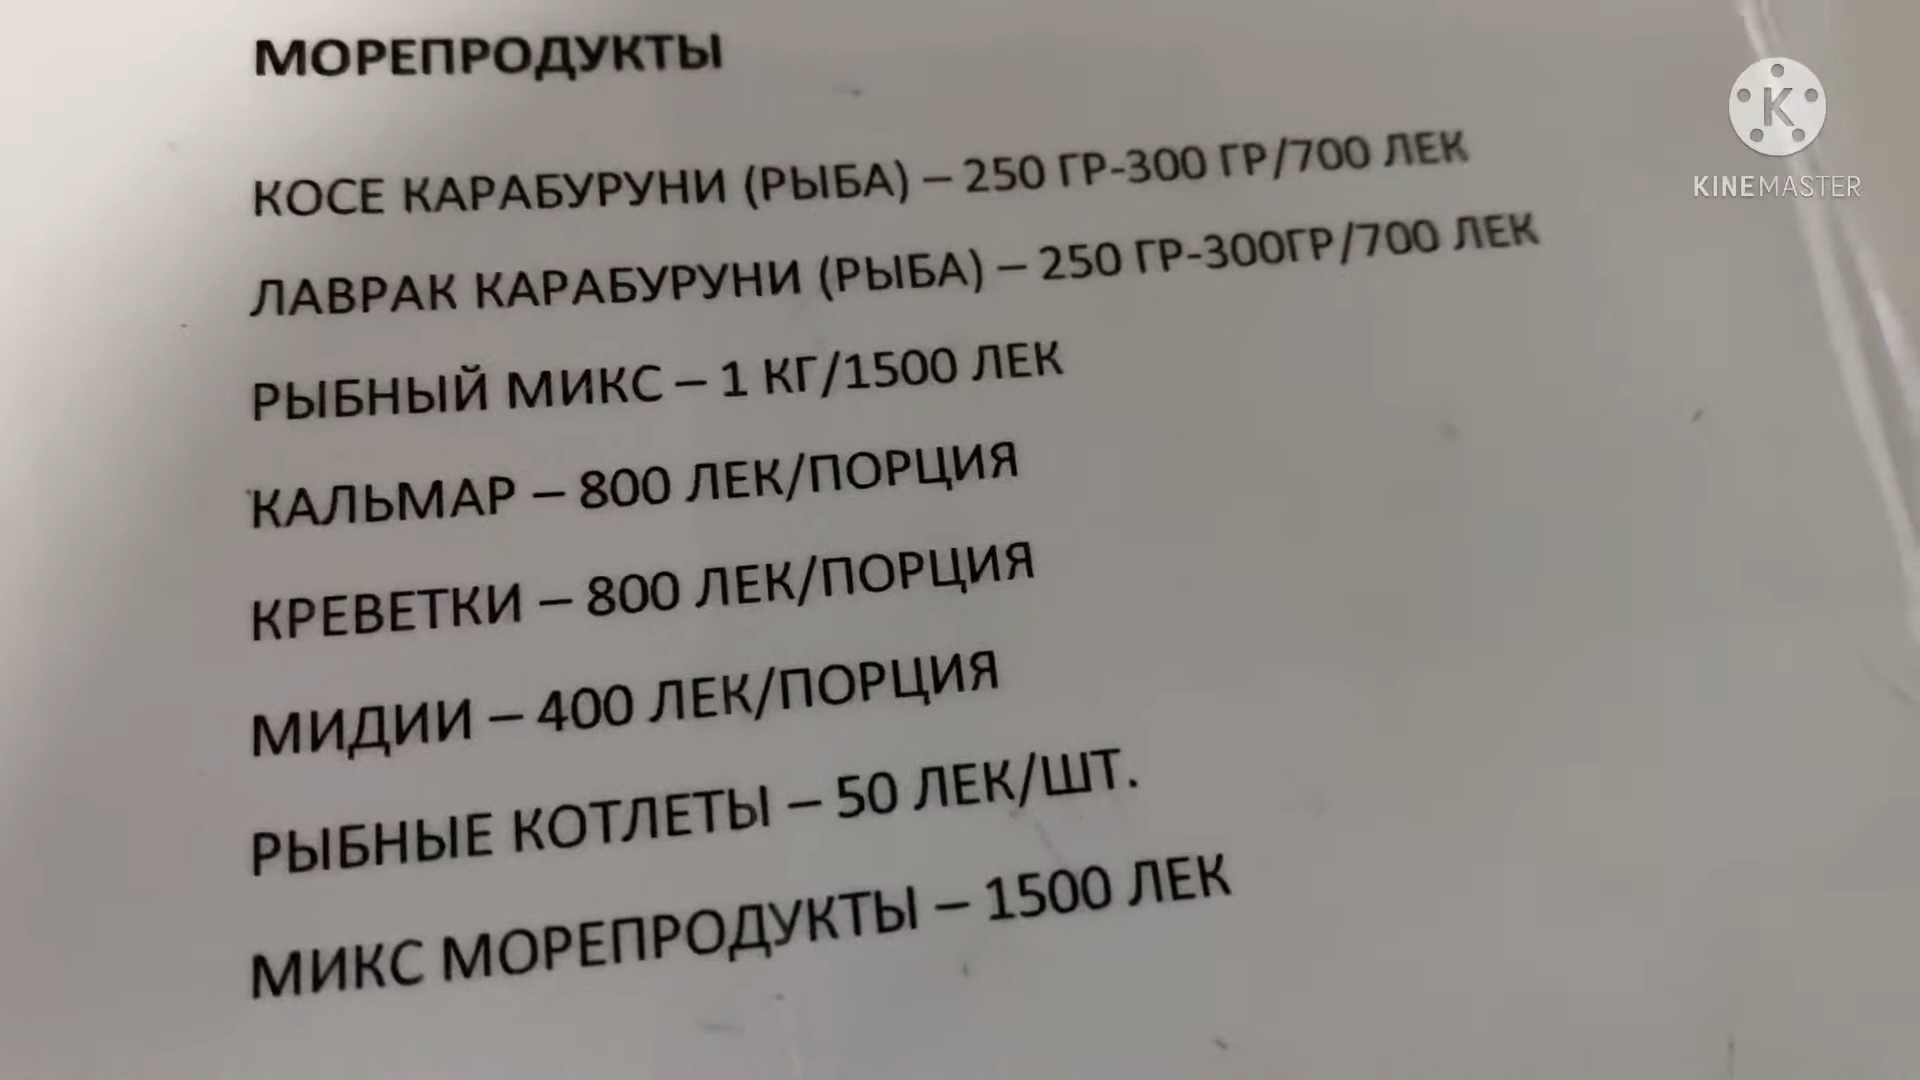 МОРЕПРОДУКТЫ
КОСЕ КАРАБУРУНИ (РЫБА) – 250 ГР-300 ГР/700 ЛЕК
ЛАВРАК КАРАБУРУНИ (РЫБА) – 250 ГР-300ГР/700 ЛЕК
РЫБНЫЙ МИКС – 1 КГ/1500 ЛЕК
КАЛЬМАР – 800 ЛЕК/ПОРЦИЯ
КРЕВЕТКИ – 800 ЛЕК/ПОРЦИЯ
МИДИИ – 400 ЛЕК/ПОРЦИЯ
РЫБНЫЕ КОТЛЕТЫ – 50 ЛЕК/ШТ.
МИКС МОРЕПРОДУКТЫ – 1500 ЛЕК
K
KINEMASTER